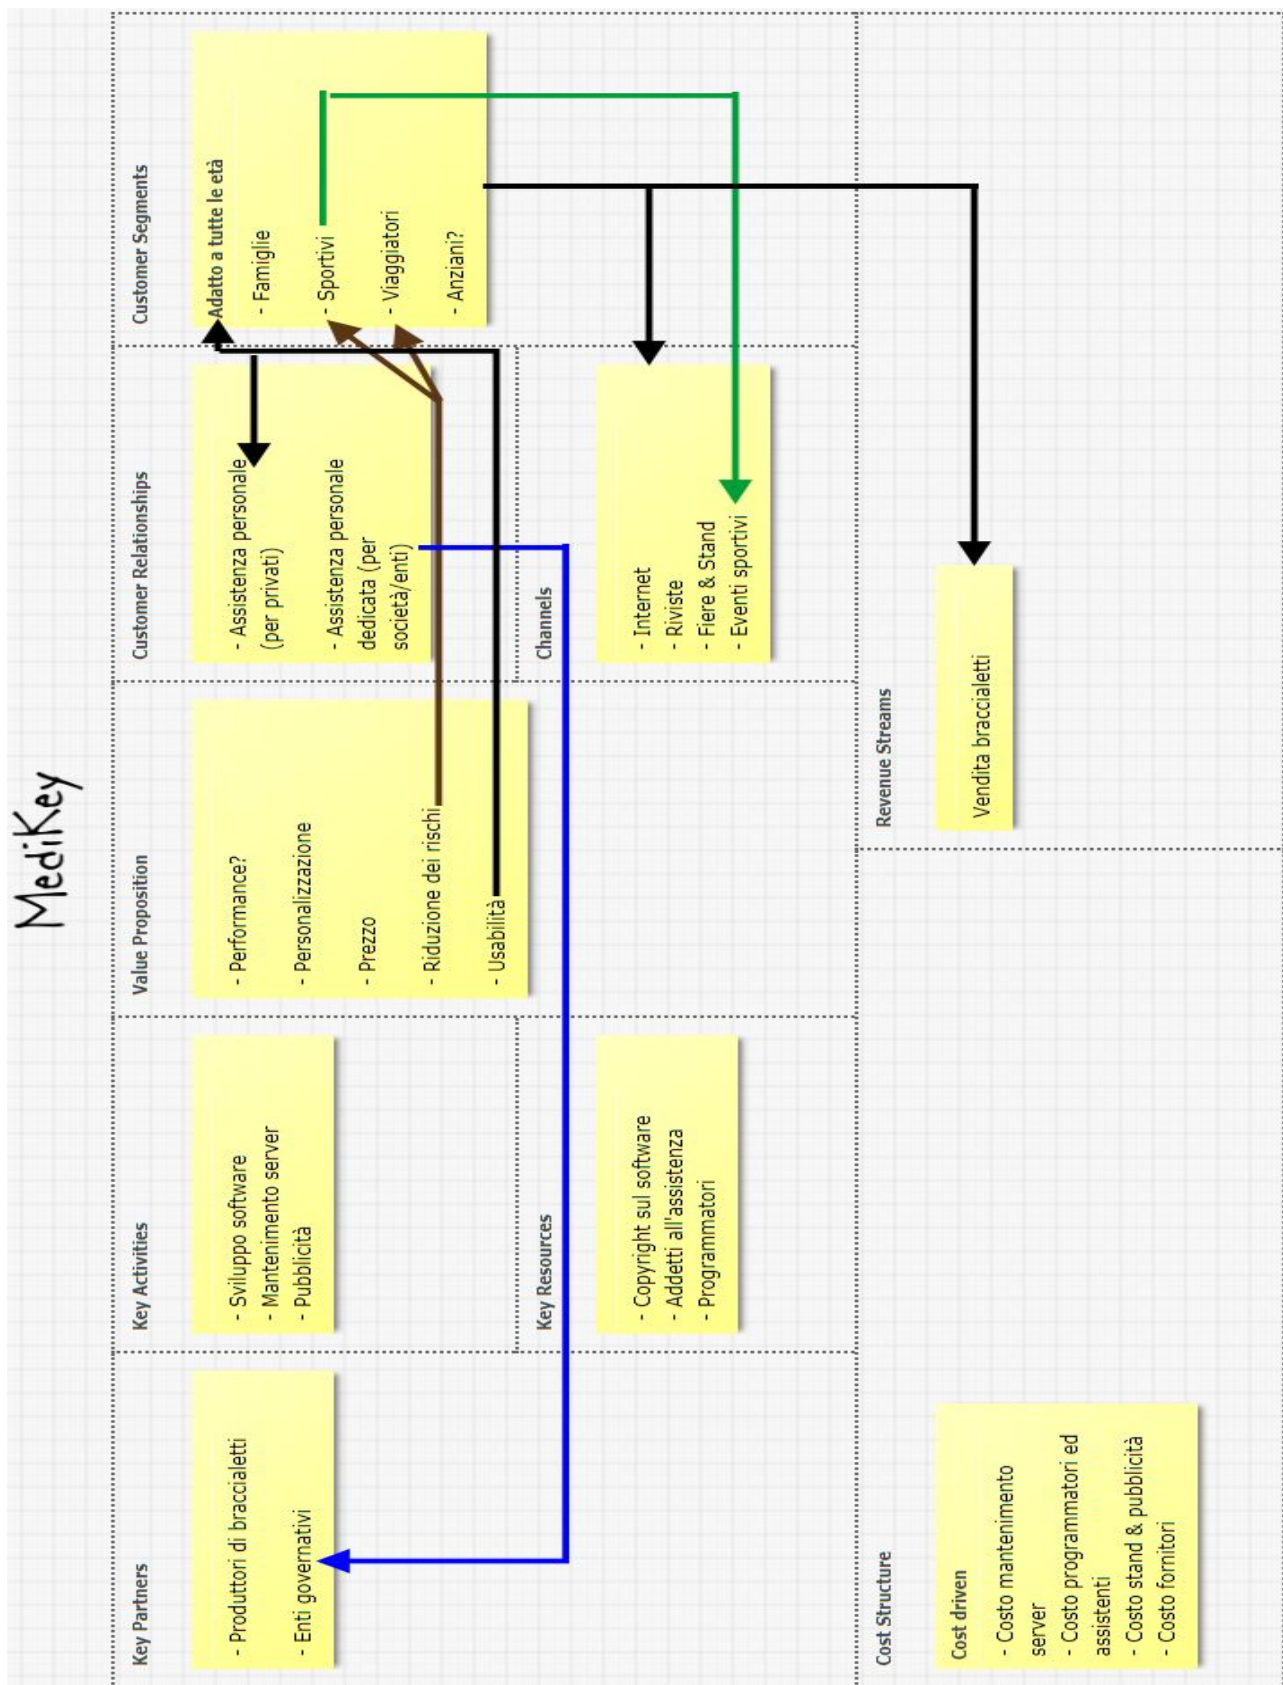 MediKey
Key Partners
- Produttori di braccialetti
- Enti governativi
Key Activities
- Sviluppo software
- Mantenimento server
- Pubblicità
Key Resources
- Copyright sul software
- Addetti all'assistenza
- Programmatori
Value Proposition
- Performance?
- Personalizzazione
- Prezzo
- Riduzione dei rischi
- Usabilità
Customer Relationships
- Assistenza personale
(per privati)
- Assistenza personale
dedicata (per
società/enti)
Channels
- Internet
- Riviste
- Fiere & Stand
- Eventi sportivi
Customer Segments
Adatto a tutte le età
- Famiglie
- Sportivi
- Viaggiatori
- Anziani?
Cost Structure
Cost driven
- Costo mantenimento
server
- Costo programmatori ed
assistenti
- Costo stand & pubblicità
- Costo fornitori
Revenue Streams
Vendita braccialetti